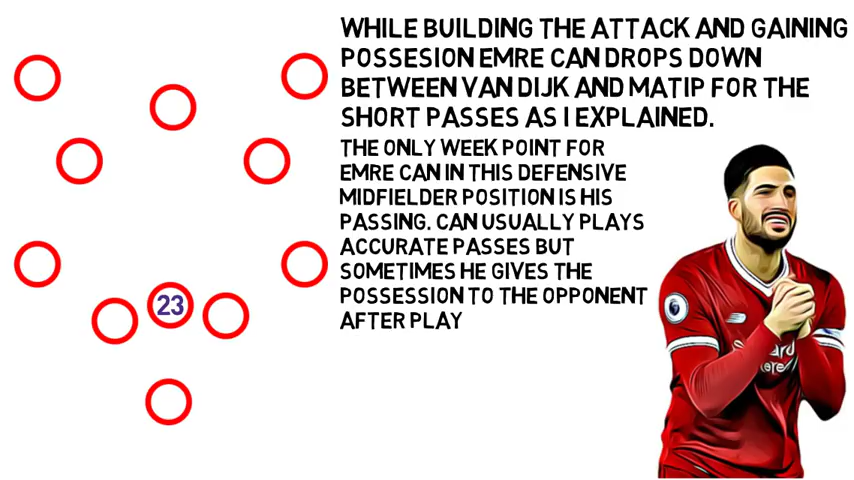 WHILE BUILDING THE ATTACK AND GAINING
POSSESION EMRE CAN DROPS DOWN
BETWEEN VAN DIJK AND MATIP FOR THE
SHORT PASSES AS I EXPLAINED.
THE ONLY WEEK POINT FOR
EMRE CAN IN THIS DEFENSIVE
MIDFIELDER POSITION IS HIS
PASSING. CAN USUALLY PLAYS
ACCURATE PASSES BUT
SOMETIMES HE GIVES THE
POSSESSION TO THE OPPONENT
AFTER PLAY
23